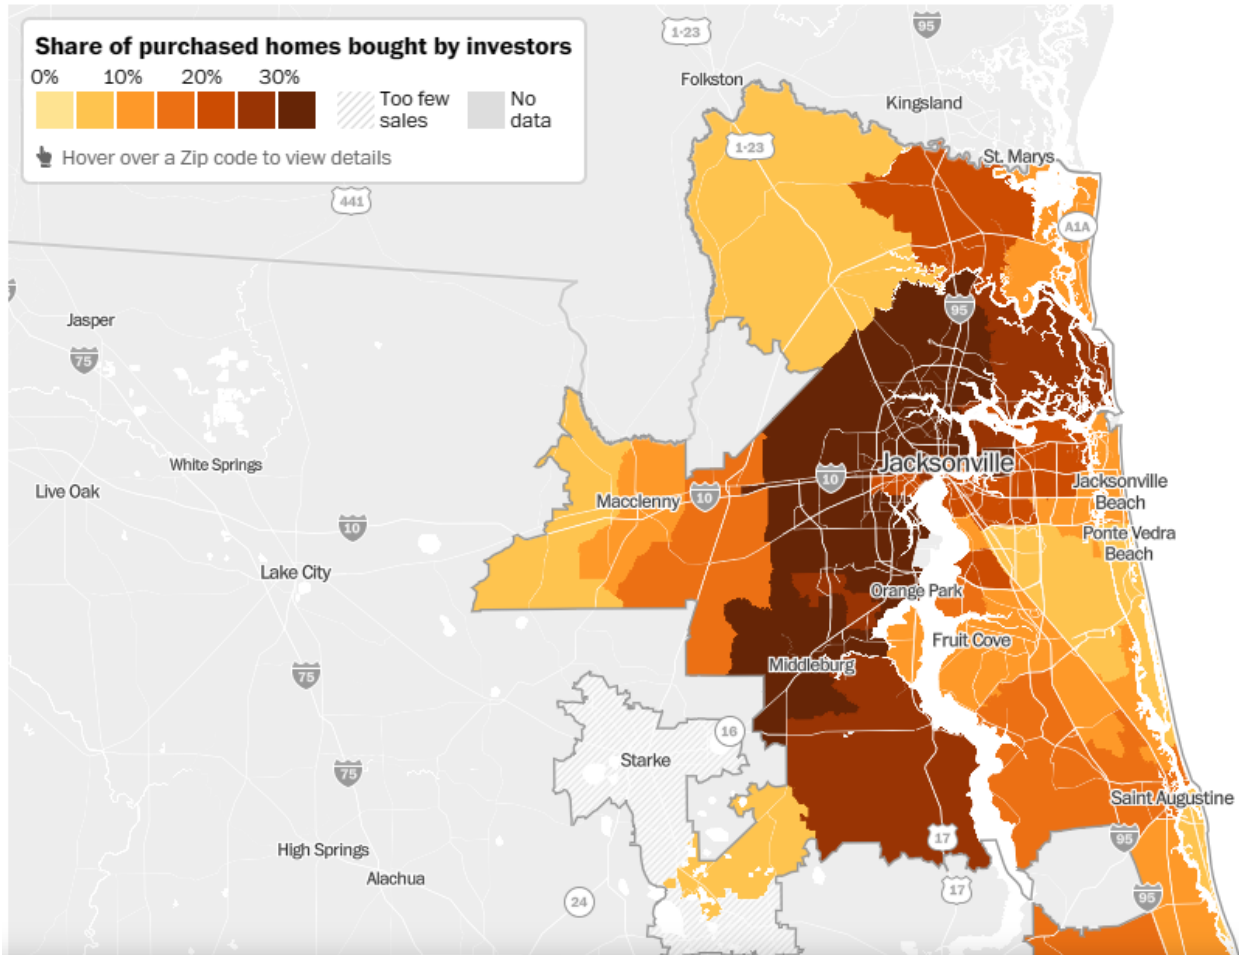 Share of purchased homes bought by investors
0% 10% 20% 30%
Too few
sales
No
data
Hover over a Zip code to view details
1-23
95
Folkston
Kingsland
1-23
St. Marys
441
A1A
95
Jasper
75
White Springs
Live Oak
10
Lake City
Macclenny
10
10
Jacksonville
Jacksonville
Beach
Ponte Vedra
Beach
Orange Park
Fruit Cove
Middleburg
75
16
Starke
75
Saint Augustine
17
95
High Springs
Alachua
17
95
24